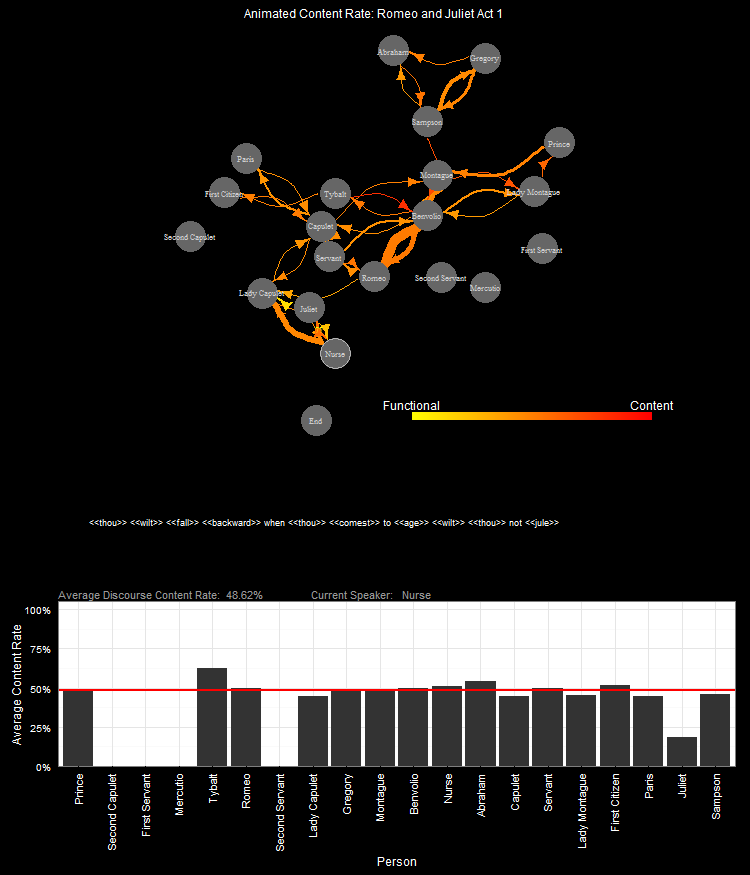 Animated Content Rate: Romeo and Juliet Act 1
Abraham
Gregory
Sampson
Prince
Paris
Montague
First Citizen
Tybalt
Lady Montague
Benvolio
Capulet
Second Capulet
First Servant
Servant
Romeo
Second Servant
Mercutio
Lady Capulet
Juliet
Nurse
Functional Content
End
<<thou>> <<wilt>> <<fall>> <<backward>> when <<thou>> <<comest>> to <<age>> <<wilt>> <<thou>> not <<jule>>
Average Discourse Content Rate: 48.62% Current Speaker: Nurse
100%
75%
50%
25%
0%
Average Content Rate
Prince
Second Capulet
First Servant
Mercutio
Tybalt
Romeo
Second Servant
Lady Capulet
Gregory
Montague
Benvolio
Nurse
Abraham
Capulet
Servant
Lady Montague
First Citizen
Paris
Juliet
Sampson
Person